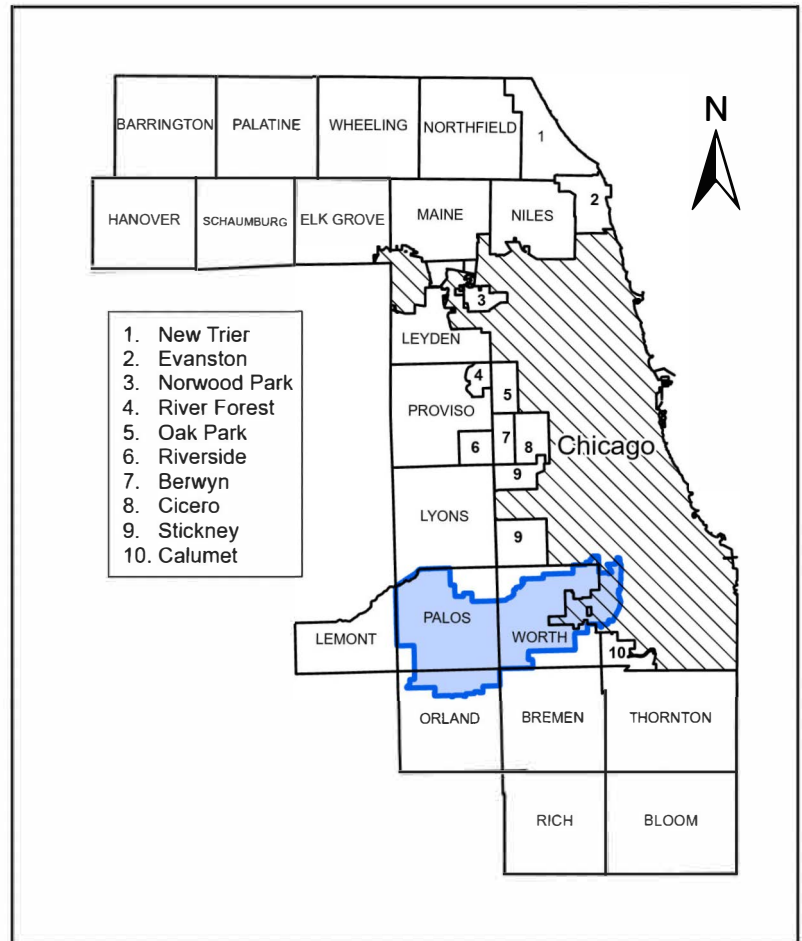 N
BARRINGTON
PALATINE
WHEELING
NORTHFIELD
1
HANOVER
SCHAUMBURG
ELK GROVE
MAINE
NILES
2
3
1. New Trier
2. Evanston
3. Norwood Park
4. River Forest
5. Oak Park
6. Riverside
7. Berwyn
8. Cicero
9. Stickney
10. Calumet
LEYDEN
4
5
PROVISO
6
7
8
Chicago
9
LYONS
9
PALOS
LEMONT
WORTH
10
ORLAND
BREMEN
THORNTON
RICH
BLOOM